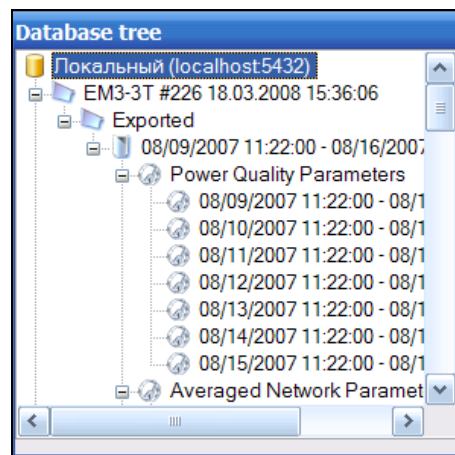 Database tree
Локальный (localhost:5432)
EM3-3T #226 18.03.2008 15:36:06
Exported
08/09/2007 11:22:00 - 08/16/2007
Power Quality Parameters
08/09/2007 11:22:00 - 08/1
08/10/2007 11:22:00 - 08/1
08/11/2007 11:22:00 - 08/1
08/12/2007 11:22:00 - 08/1
08/13/2007 11:22:00 - 08/1
08/14/2007 11:22:00 - 08/1
08/15/2007 11:22:00 - 08/1
Averaged Network Paramet